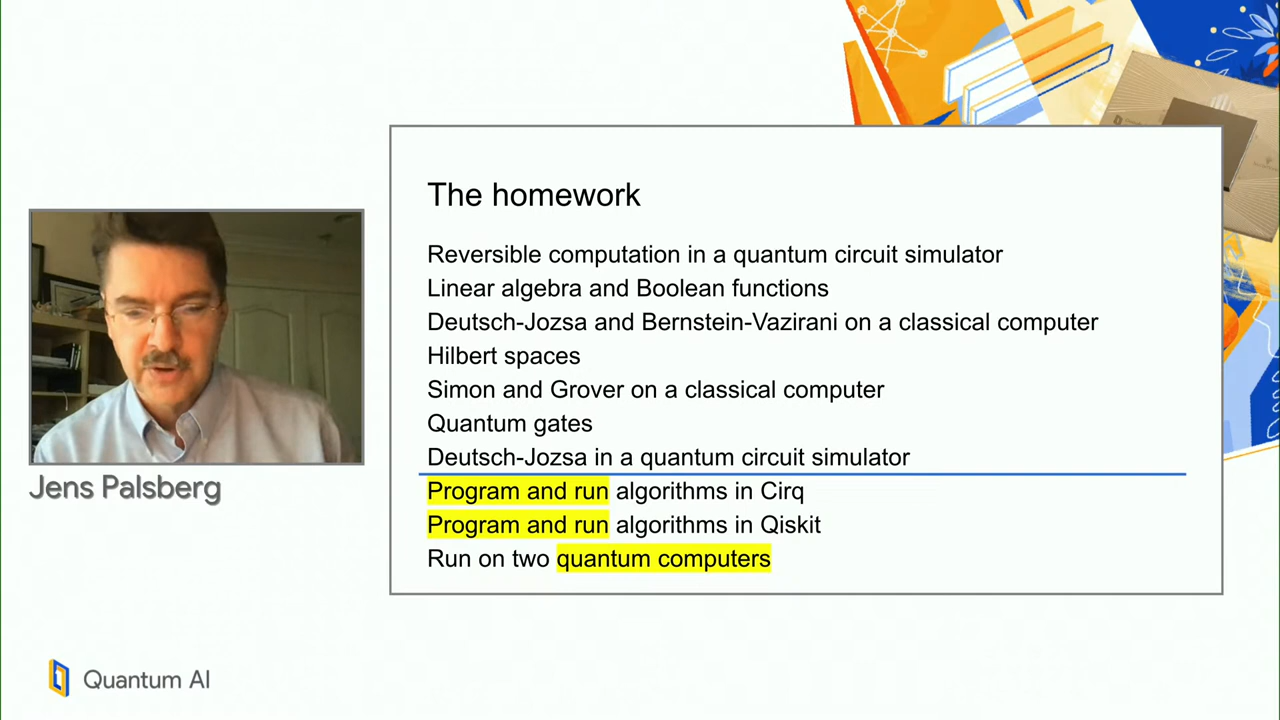 The homework
Reversible computation in a quantum circuit simulator
Linear algebra and Boolean functions
Deutsch-Jozsa and Bernstein-Vazirani on a classical computer
Hilbert spaces
Simon and Grover on a classical computer
Quantum gates
Deutsch-Jozsa in a quantum circuit simulator
Program and run algorithms in Cirq
Program and run algorithms in Qiskit
Run on two quantum computers
Jens Palsberg
Quantum AI